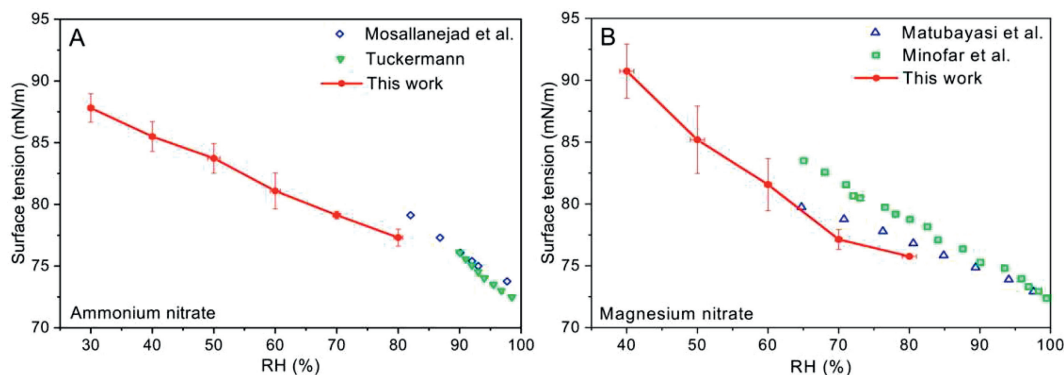 A
Mosallanejad et al.
Tuckermann
This work
Surface tension (mN/m)
95
90
85
80
75
70
Ammonium nitrate
30 40 50 60 70 80 90 100
RH (%)
B
Matubayasi et al.
Minofar et al.
This work
Surface tension (mN/m)
95
90
85
80
75
70
Magnesium nitrate
40 50 60 70 80 90 100
RH (%)